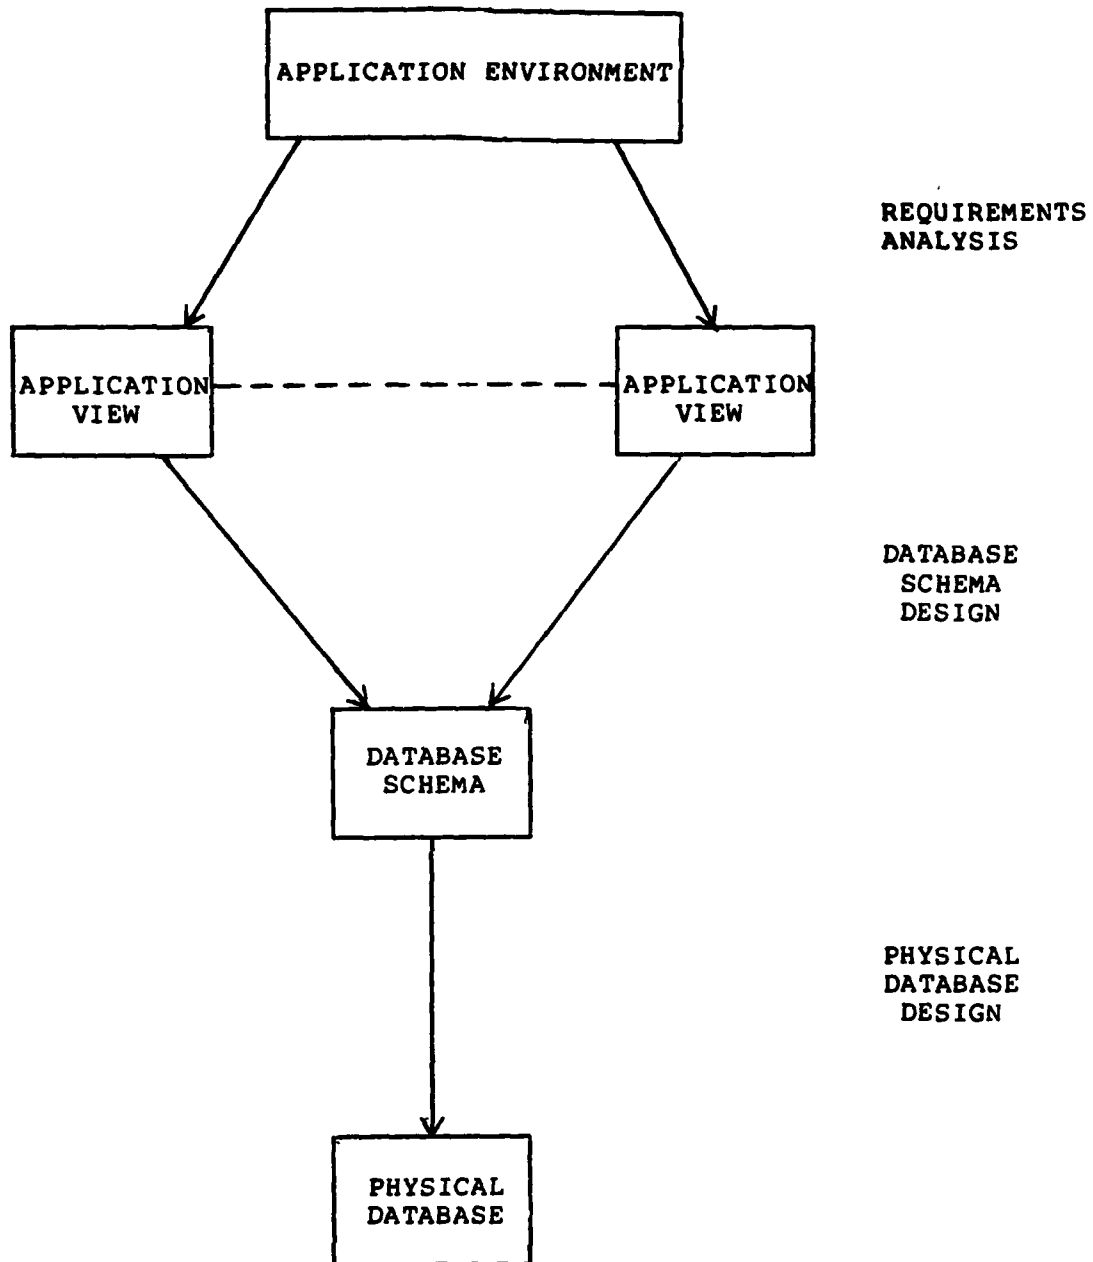 APPLICATION ENVIRONMENT
REQUIREMENTS
ANALYSIS
APPLICATION
VIEW
APPLICATION
VIEW
DATABASE
SCHEMA
DESIGN
DATABASE
SCHEMA
PHYSICAL
DATABASE
DESIGN
PHYSICAL
DATABASE